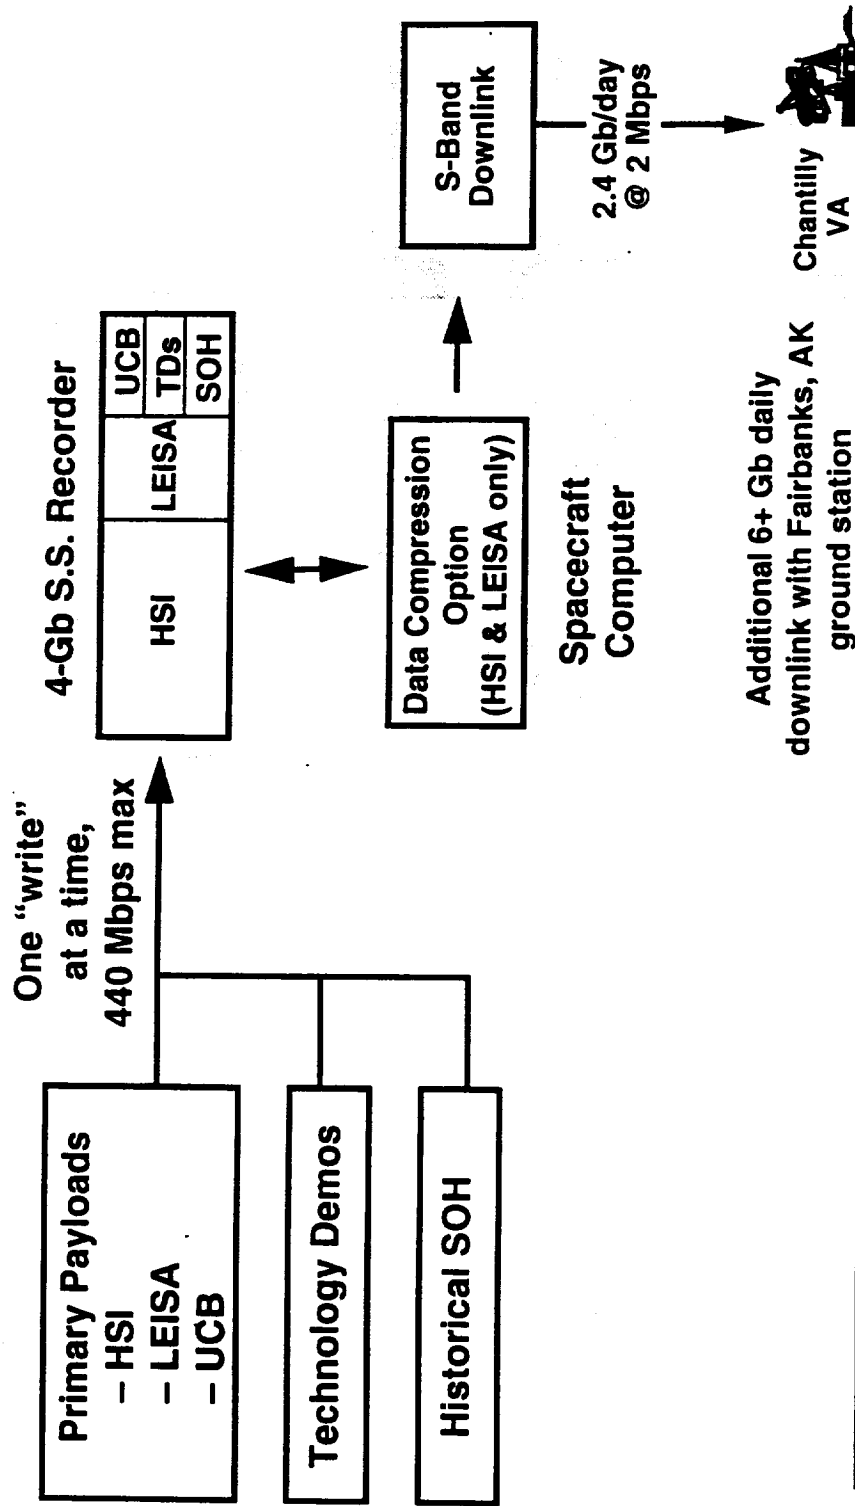 Primary Payloads
– HSI
– LEISA
– UCB
Technology Demos
Historical SOH
One “write”
at a time,
440 Mbps max
4-Gb S.S. Recorder
HSI
LEISA
UCB
TDs
SOH
Data Compression
Option
(HSI & LEISA only)
Spacecraft
Computer
S-Band
Downlink
2.4 Gb/day
@ 2 Mbps
Chantilly
VA
Additional 6+ Gb daily
downlink with Fairbanks, AK
ground station